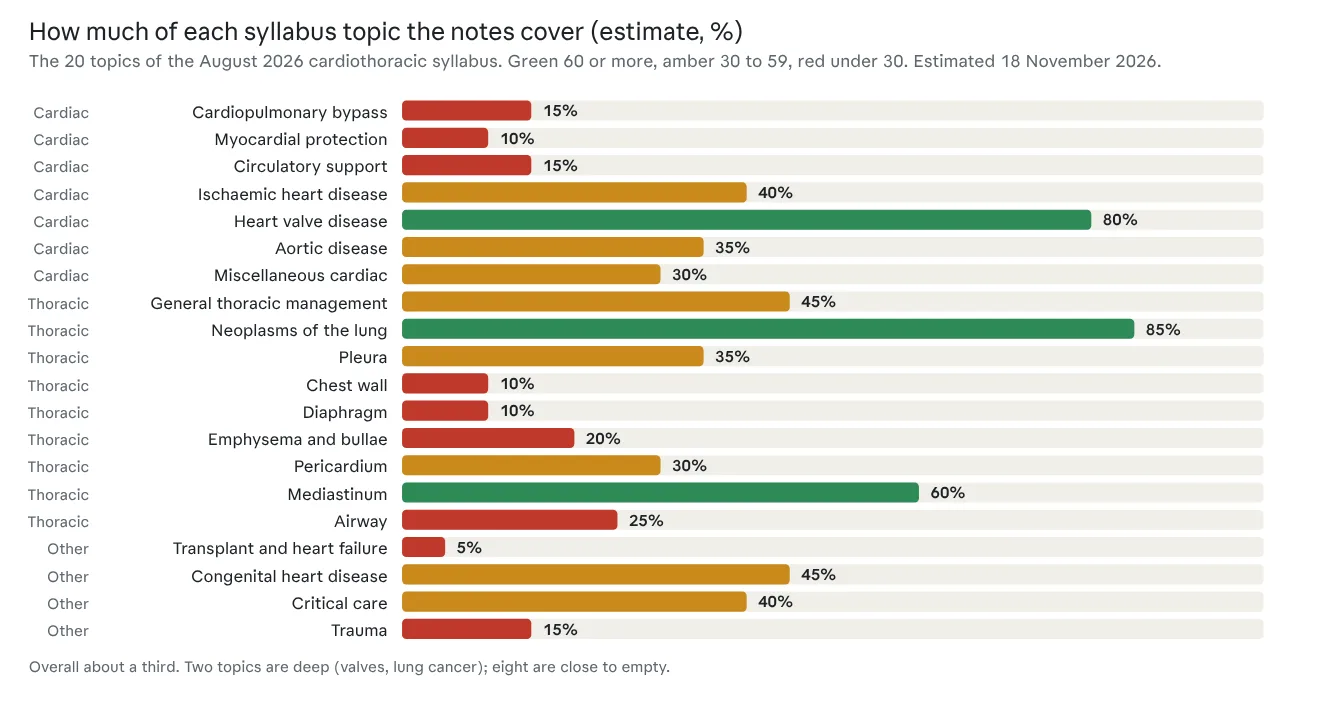 How much of each syllabus topic the notes cover (estimate, %)
The 20 topics of the August 2026 cardiothoracic syllabus. Green 60 or more, amber 30 to 59, red under 30. Estimated 18 November 2026.
Cardiac Cardiopulmonary bypass 15%
Cardiac Myocardial protection 10%
Cardiac Circulatory support 15%
Cardiac Ischaemic heart disease 40%
Cardiac Heart valve disease 80%
Cardiac Aortic disease 35%
Cardiac Miscellaneous cardiac 30%
Thoracic General thoracic management 45%
Thoracic Neoplasms of the lung 85%
Thoracic Pleura 35%
Thoracic Chest wall 10%
Thoracic Diaphragm 10%
Thoracic Emphysema and bullae 20%
Thoracic Pericardium 30%
Thoracic Mediastinum 60%
Thoracic Airway 25%
Other Transplant and heart failure 5%
Other Congenital heart disease 45%
Other Critical care 40%
Other Trauma 15%
Overall about a third. Two topics are deep (valves, lung cancer); eight are close to empty.